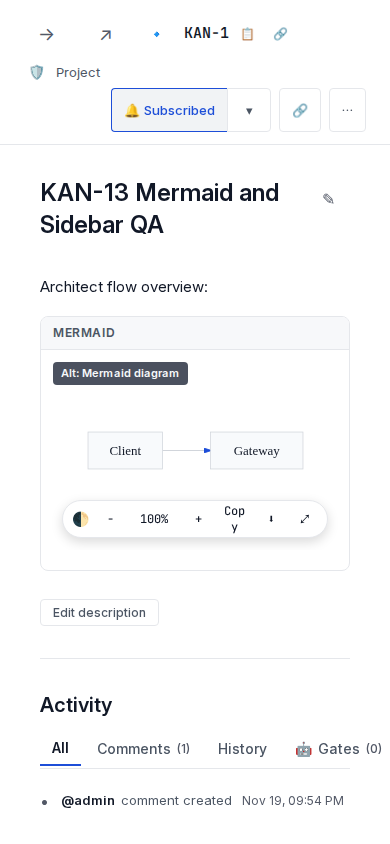 → ↗ 🔹 KAN-1 📋 🔗
🛡️ Project
🔔 Subscribed ▾ 🔗 ···
KAN-13 Mermaid and ✎
Sidebar QA
Architect flow overview:
MERMAID
Alt: Mermaid diagram
Client Gateway
🌓 - 100% + Cop
y ⬇ ⤢
Edit description
Activity
All Comments (1) History 🤖 Gates (0)
• @admin comment created Nov 19, 09:54 PM